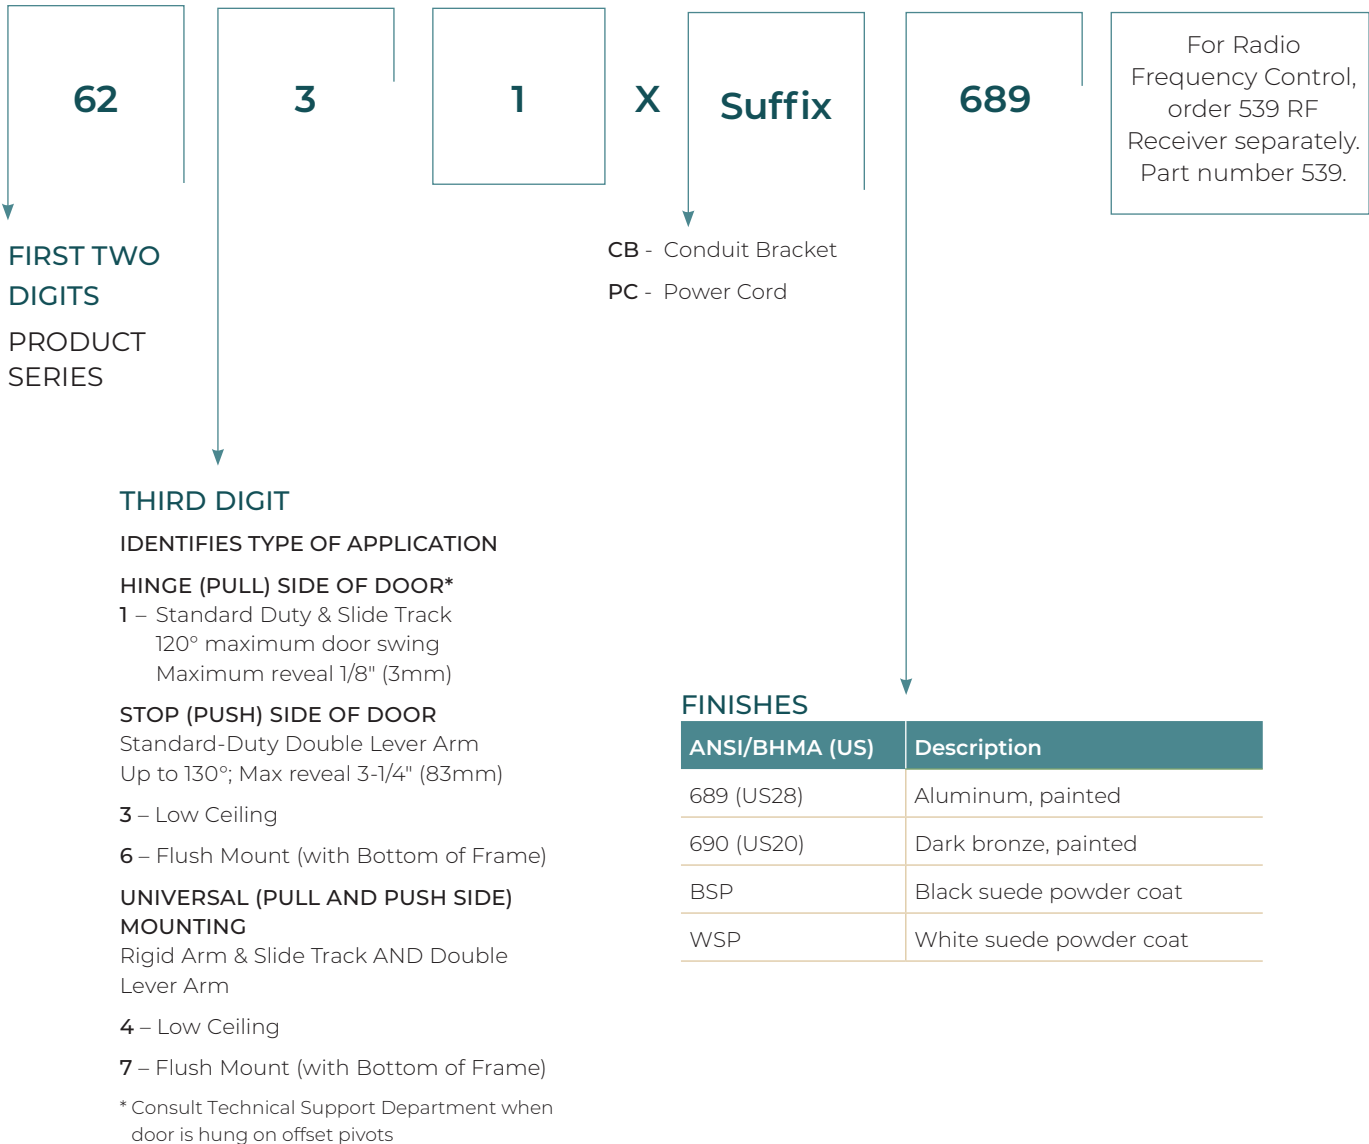 62
3
1
X
Suffix
689
For Radio
Frequency Control,
order 539 RF
Receiver separately.
Part number 539.
FIRST TWO
DIGITS
PRODUCT
SERIES
CB - Conduit Bracket
PC - Power Cord
THIRD DIGIT
IDENTIFIES TYPE OF APPLICATION
HINGE (PULL) SIDE OF DOOR*
1 – Standard Duty & Slide Track
120° maximum door swing
Maximum reveal 1/8" (3mm)
STOP (PUSH) SIDE OF DOOR
Standard-Duty Double Lever Arm
Up to 130°; Max reveal 3-1/4" (83mm)
3 – Low Ceiling
6 – Flush Mount (with Bottom of Frame)
UNIVERSAL (PULL AND PUSH SIDE)
MOUNTING
Rigid Arm & Slide Track AND Double
Lever Arm
4 – Low Ceiling
7 – Flush Mount (with Bottom of Frame)
* Consult Technical Support Department when
door is hung on offset pivots
FINISHES
ANSI/BHMA (US) Description
689 (US28) Aluminum, painted
690 (US20) Dark bronze, painted
BSP Black suede powder coat
WSP White suede powder coat